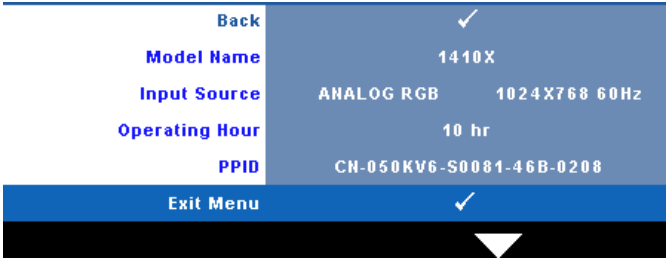 Back
Model Name 1410X
Input Source ANALOG RGB 1024X768 60Hz
Operating Hour 10 hr
PPID CN-050KV6-S0081-46B-0208
Exit Menu